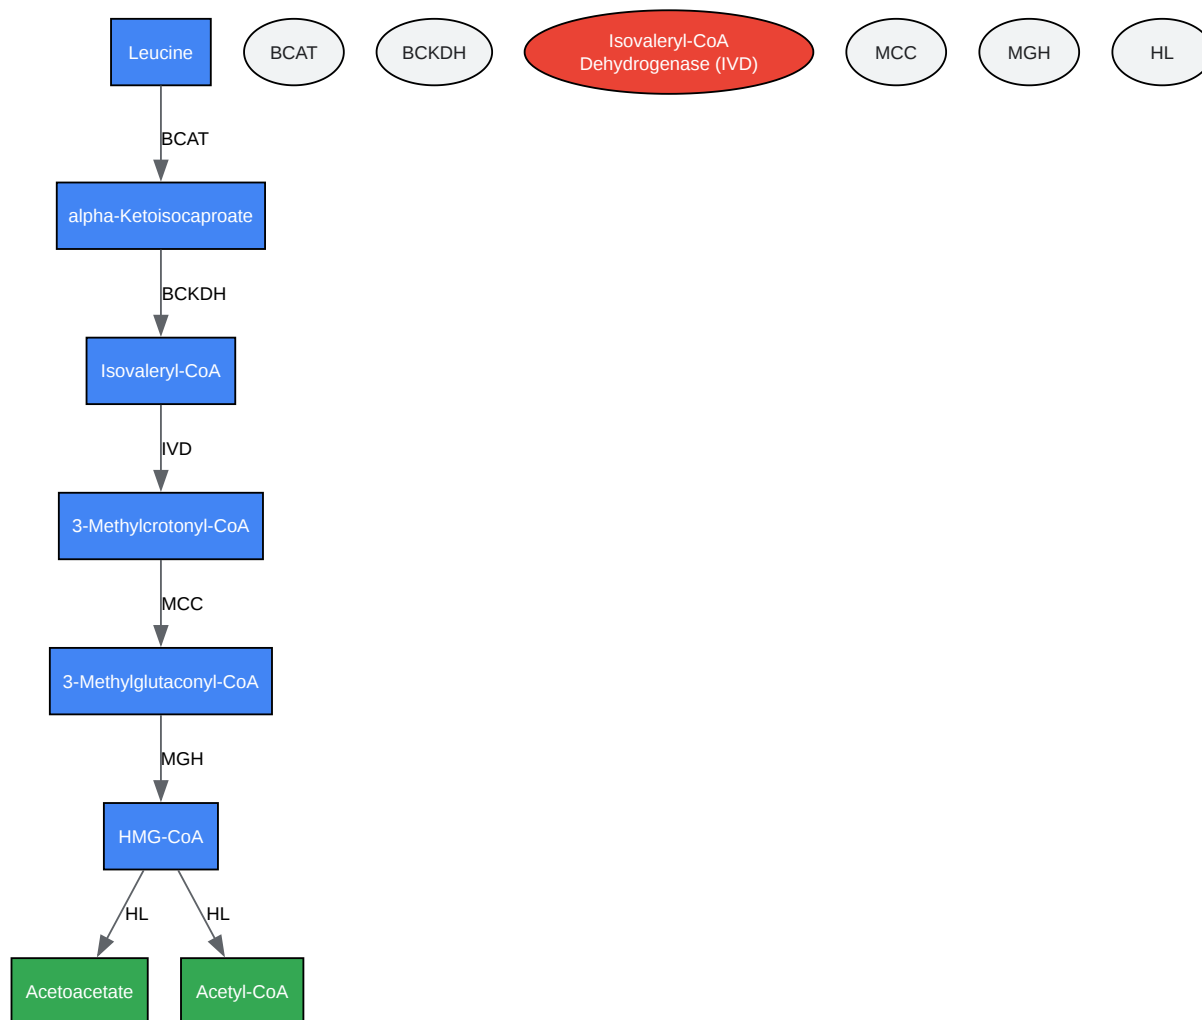 Leucine
BCAT
BCKDH
Isovaleryl-CoA
Dehydrogenase (IVD)
MCC
MGH
HL
BCAT
alpha-Ketoisocaproate
BCKDH
Isovaleryl-CoA
IVD
3-Methylcrotonyl-CoA
MCC
3-Methylglutaconyl-CoA
MGH
HMG-CoA
HL
HL
Acetoacetate
Acetyl-CoA